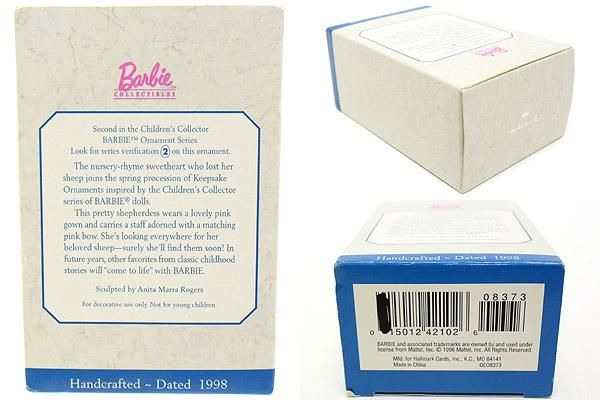 Barbie
COLLECTIBLES
Second in the Children's Collector
BARBIE™ Ornament Series.
Look for series verification 2 on this ornament.
The nursery-rhyme sweetheart who lost her
sheep joins the spring procession of Keepsake
Ornaments inspired by the Children's Collector
series of BARBIE® dolls.
This pretty shepherdess wears a lovely pink
gown and carries a staff adorned with a matching
pink bow. She's looking everywhere for her
beloved sheep—surely she'll find them soon! In
future years, other favorites from classic childhood
stories will "come to life" with BARBIE.
Sculpted by Anita Marra Rogers
For decorative use only. Not for young children.
Handcrafted ~ Dated 1998
Barbie
COLLECTIBLES
Hallmark
Handcrafted ~ Dated 1998
08373
0 15012 42102 6
BARBIE and associated trademarks are owned by and used under
license from Mattel, Inc. © 1996 Mattel, Inc. All Rights Reserved.
Mfd. for Hallmark Cards, Inc., K.C., MO 64141
Made in China QEO8373